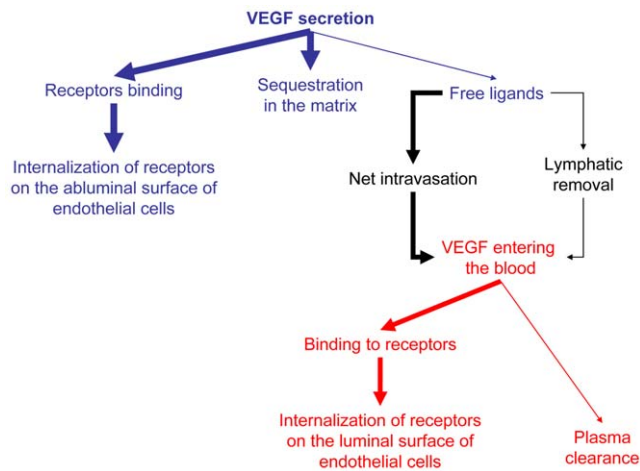 VEGF secretion
Receptors binding
Sequestration
in the matrix
Free ligands
Internalization of receptors
on the abluminal surface of
endothelial cells
Net intravasation
Lymphatic
removal
VEGF entering
the blood
Binding to receptors
Internalization of receptors
on the luminal surface of
endothelial cells
Plasma
clearance